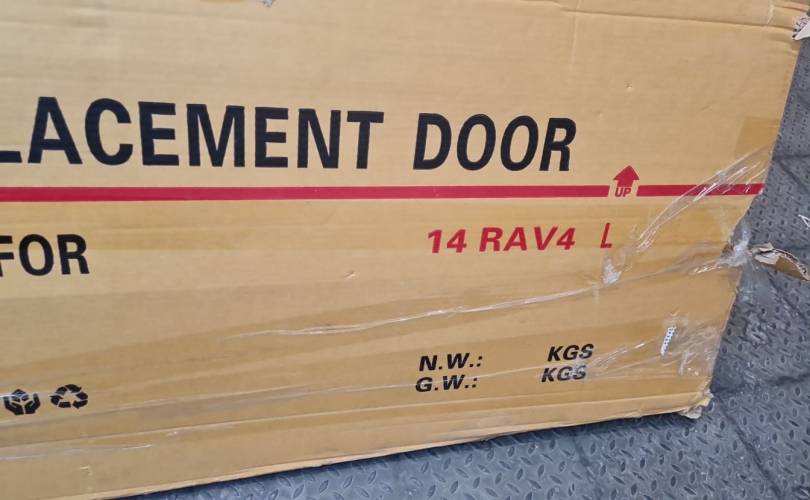 LACEMENT DOOR
UP
FOR
14 RAV4 L
N.W.: KGS
G.W.: KGS